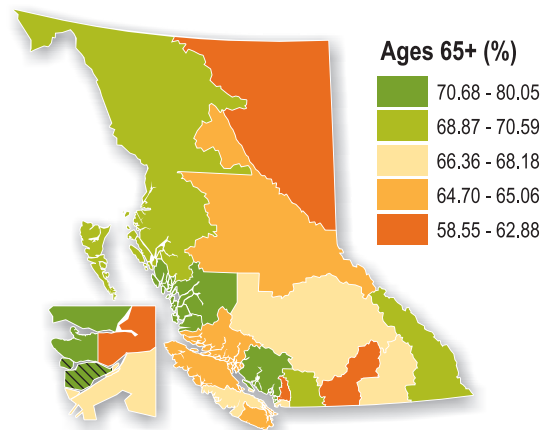 Ages 65+ (%)
70.68 - 80.05
68.87 - 70.59
66.36 - 68.18
64.70 - 65.06
58.55 - 62.88